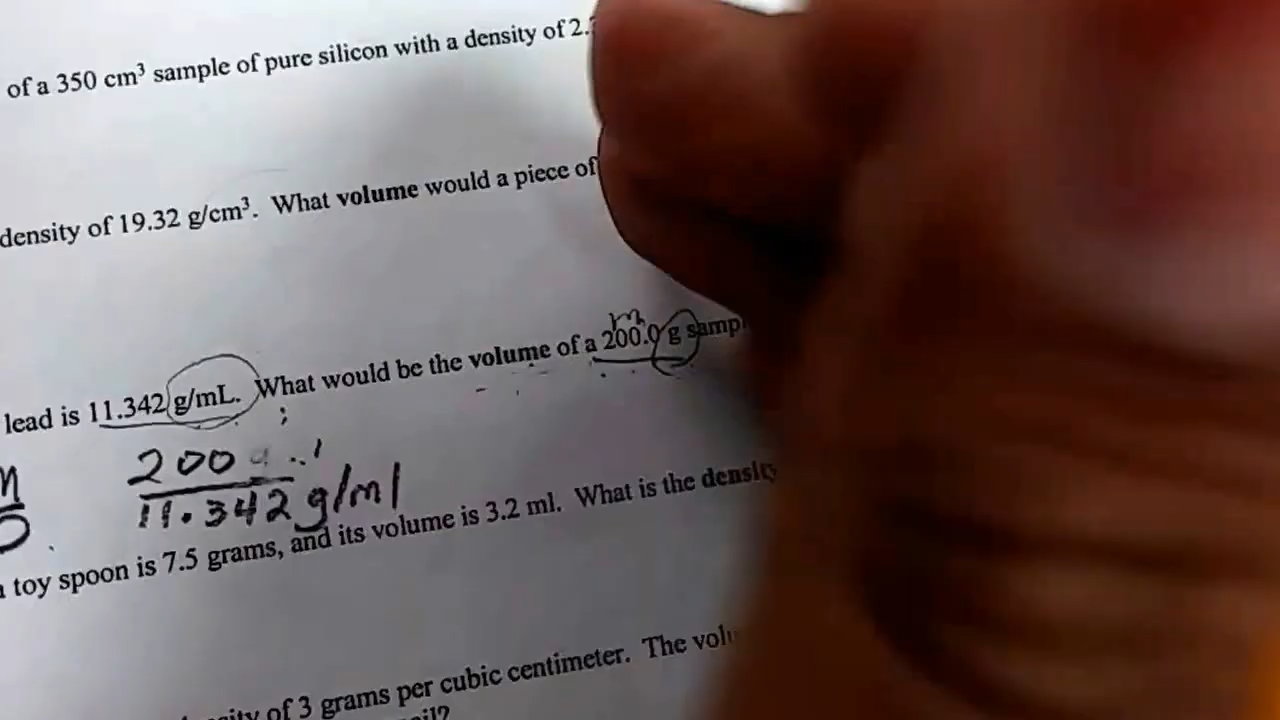 of a 350 cm³ sample of pure silicon with a density of 2.
density of 19.32 g/cm³. What volume would a piece of
m
lead is 11.342 g/mL. What would be the volume of a 200.0 g
m
200
D
11.342 g/ml
toy spoon is 7.5 grams, and its volume is 3.2 ml. What is the density
of 3 grams per cubic centimeter. The